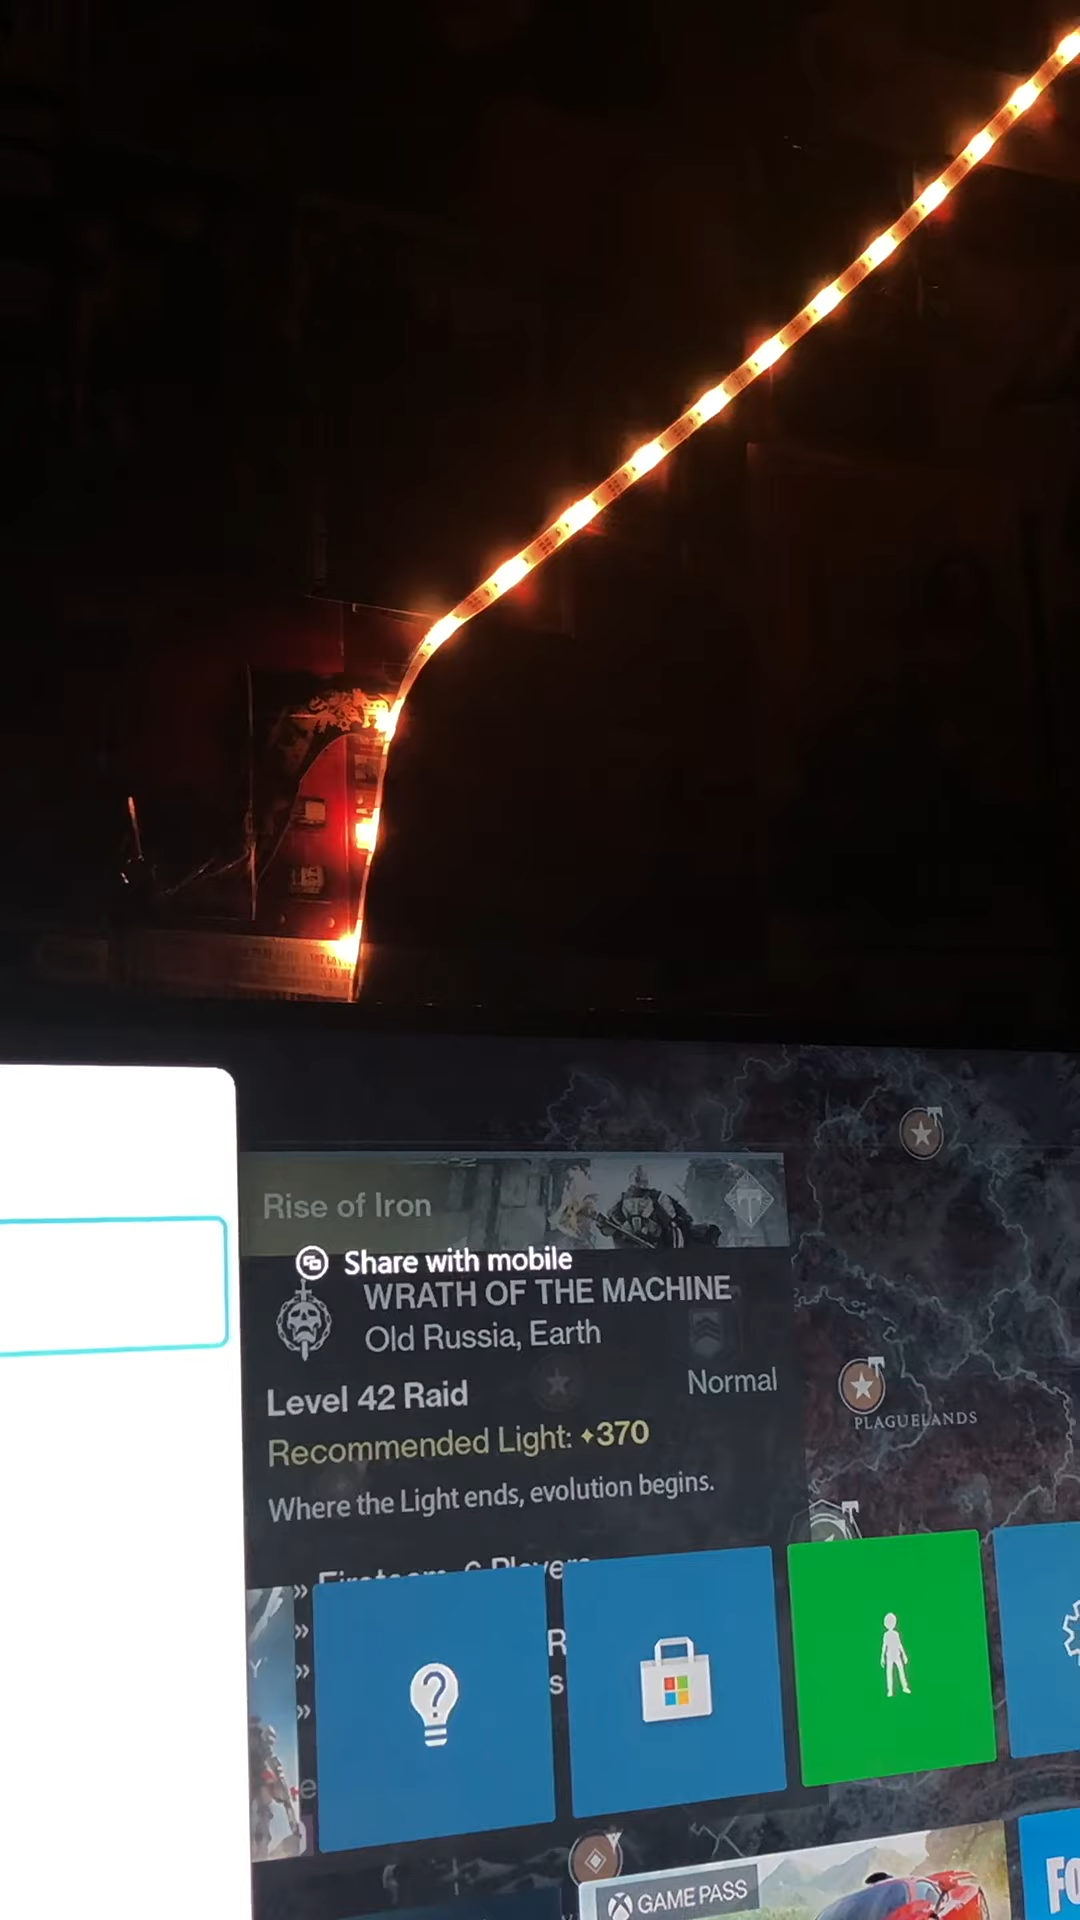 Rise of Iron
Share with mobile
WRATH OF THE MACHINE
Old Russia, Earth
Level 42 Raid
Normal
Recommended Light: ✦370
PLAGUELANDS
Where the Light ends, evolution begins.
GAME PASS
FO